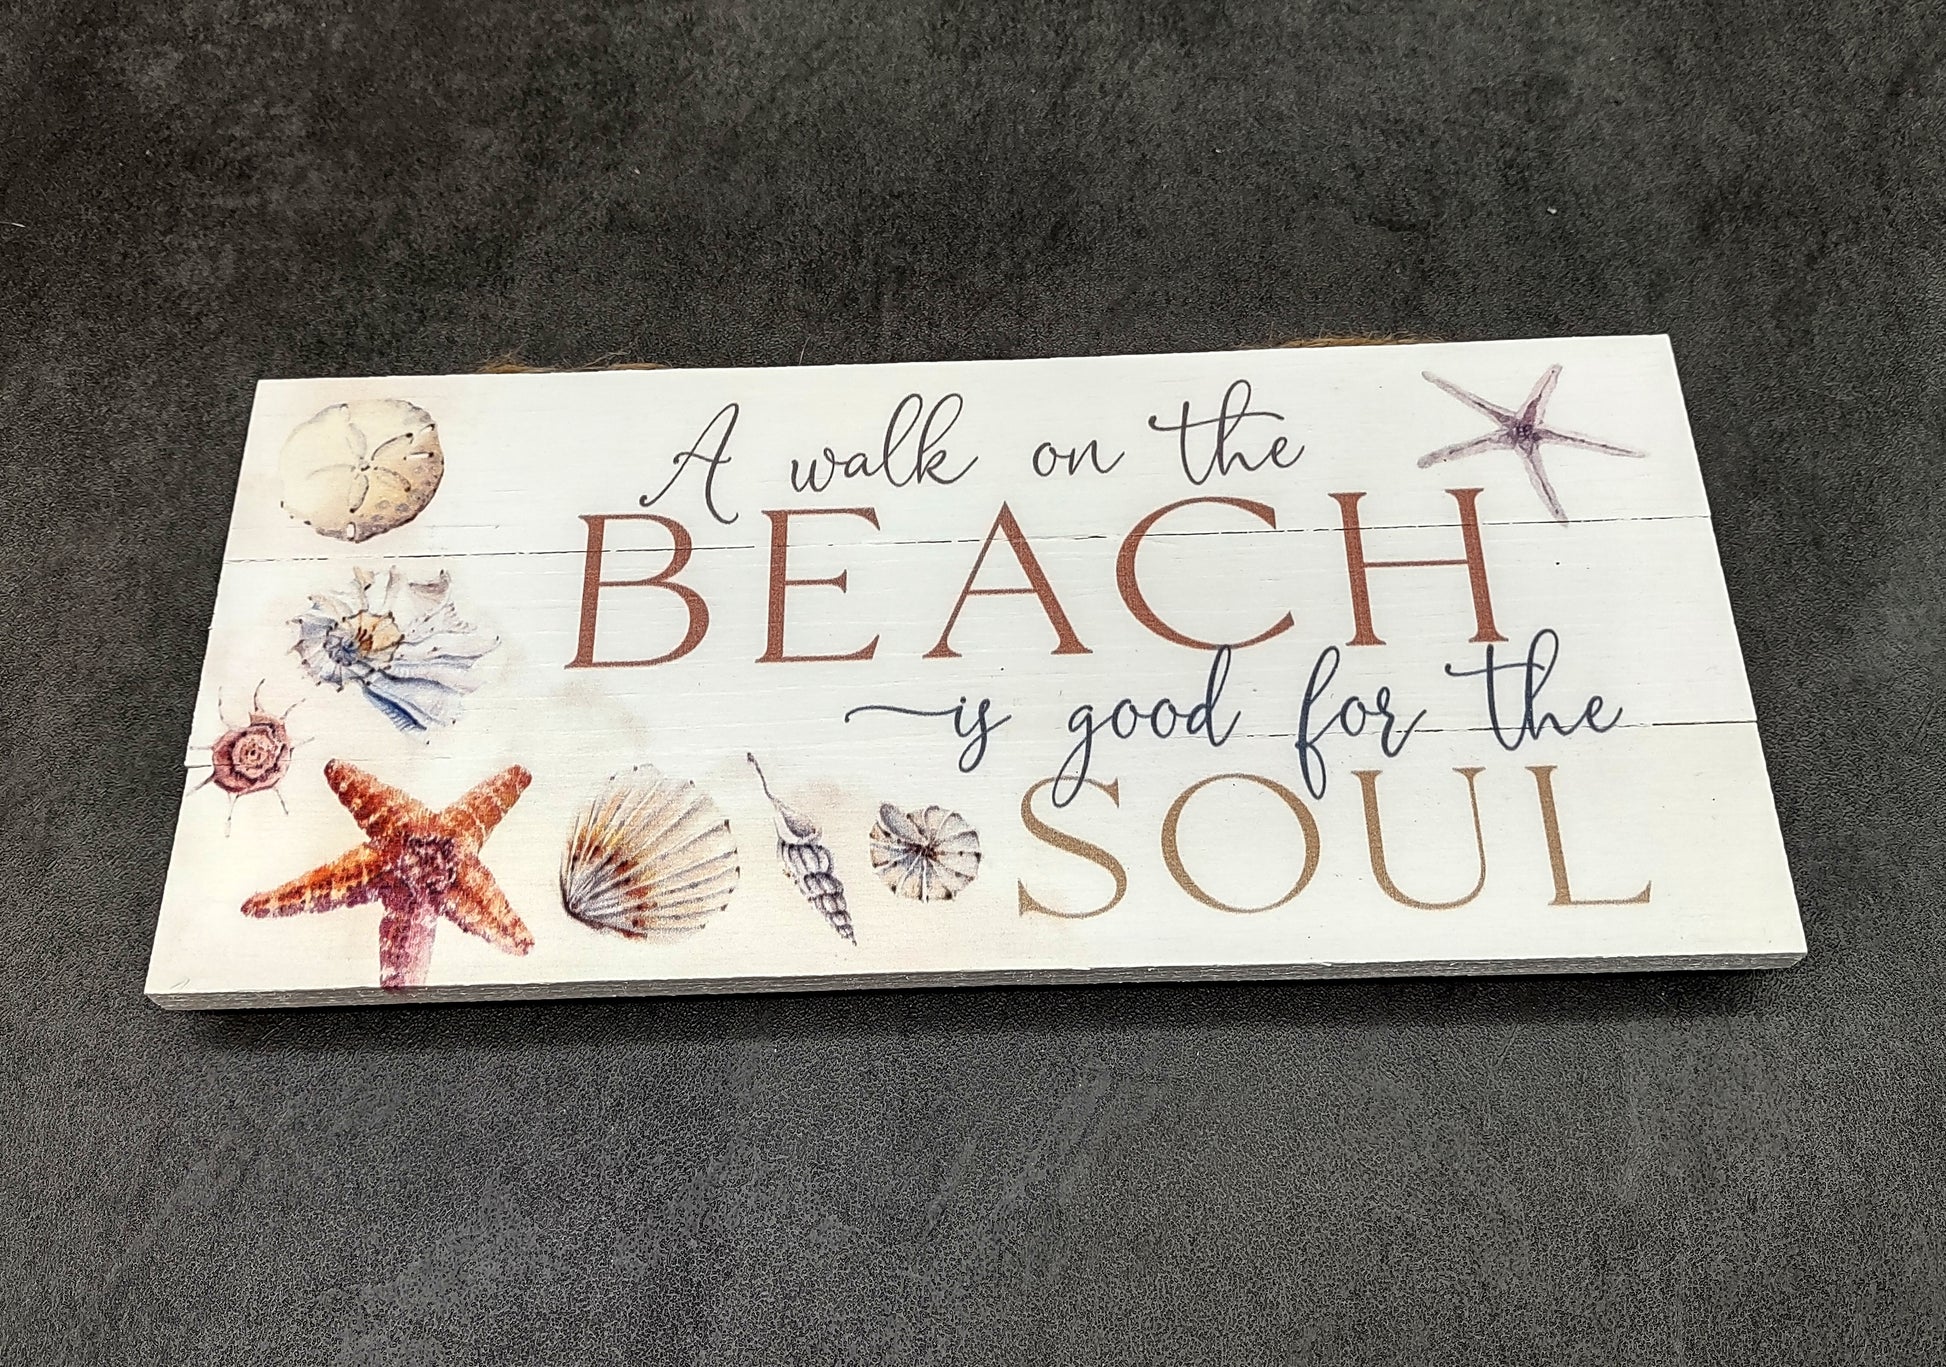 A walk on the
BEACH
is good for the
SOUL